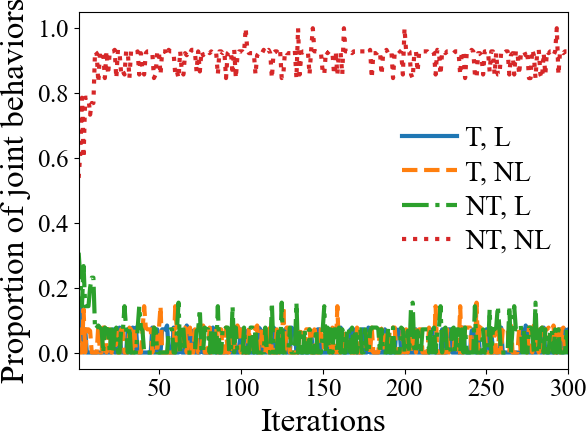 Proportion of joint behaviors
1.0
0.8
0.6
0.4
0.2
0.0
T, L
T, NL
NT, L
NT, NL
50
100
150
200
250
300
Iterations